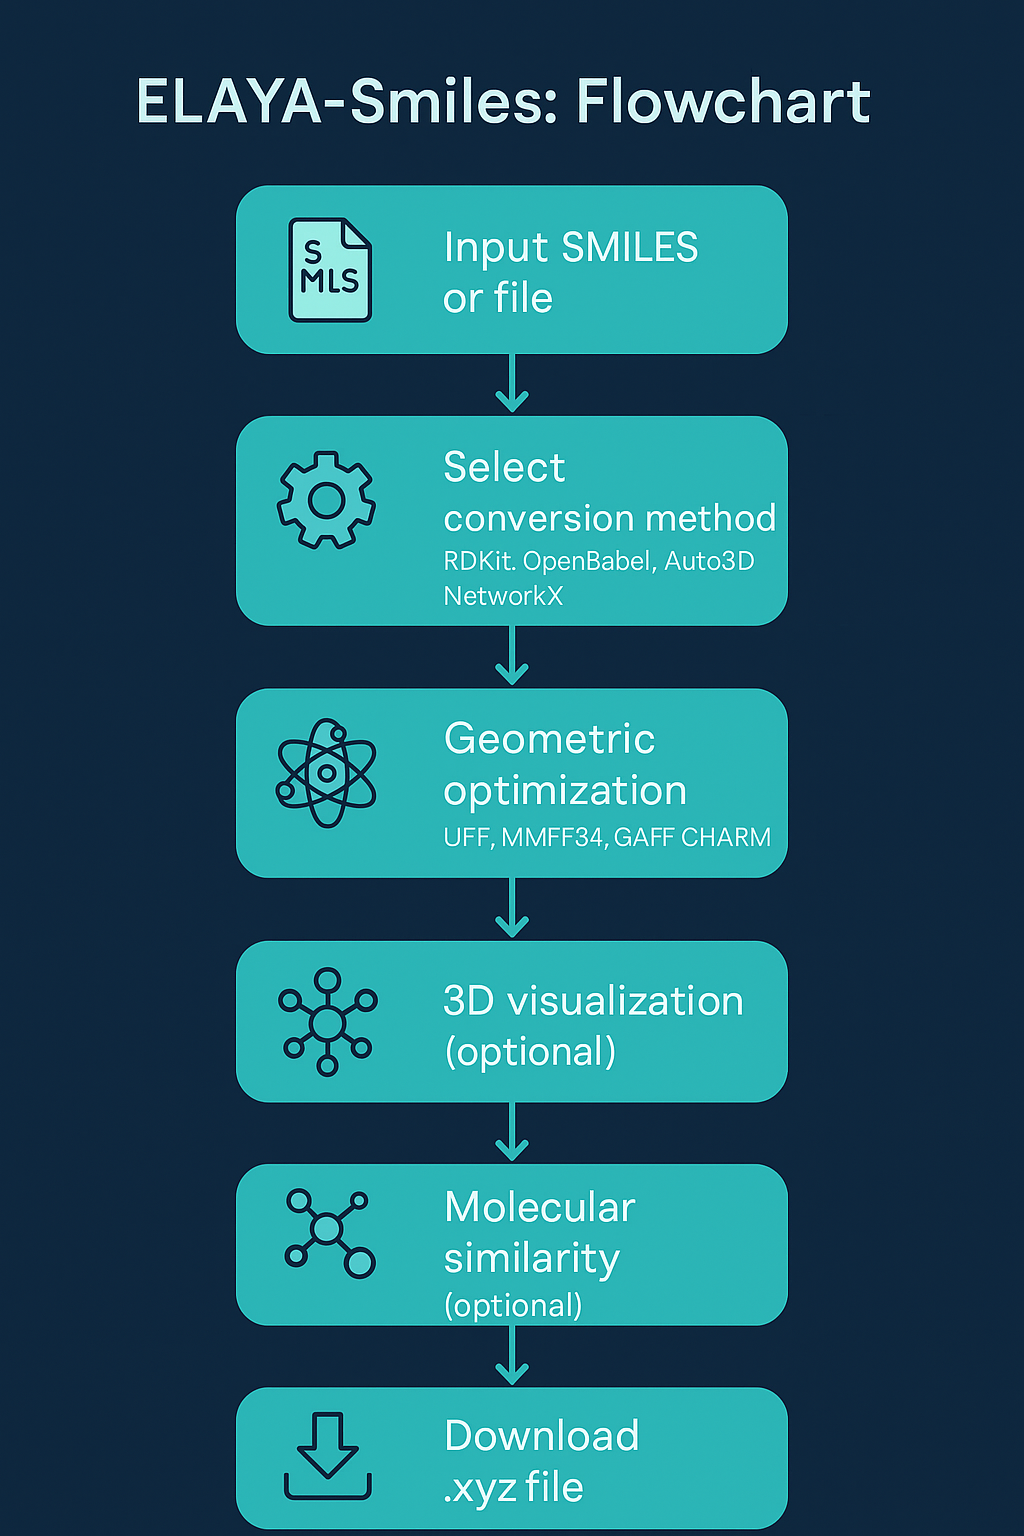 ELAYA-Smiles: Flowchart
S
MLS
Input SMILES
or file
Select
conversion method
RDKit. OpenBabel, Auto3D
NetworkX
Geometric
optimization
UFF, MMFF34, GAFF CHARM
3D visualization
(optional)
Molecular
similarity
(optional)
Download
.xyz file